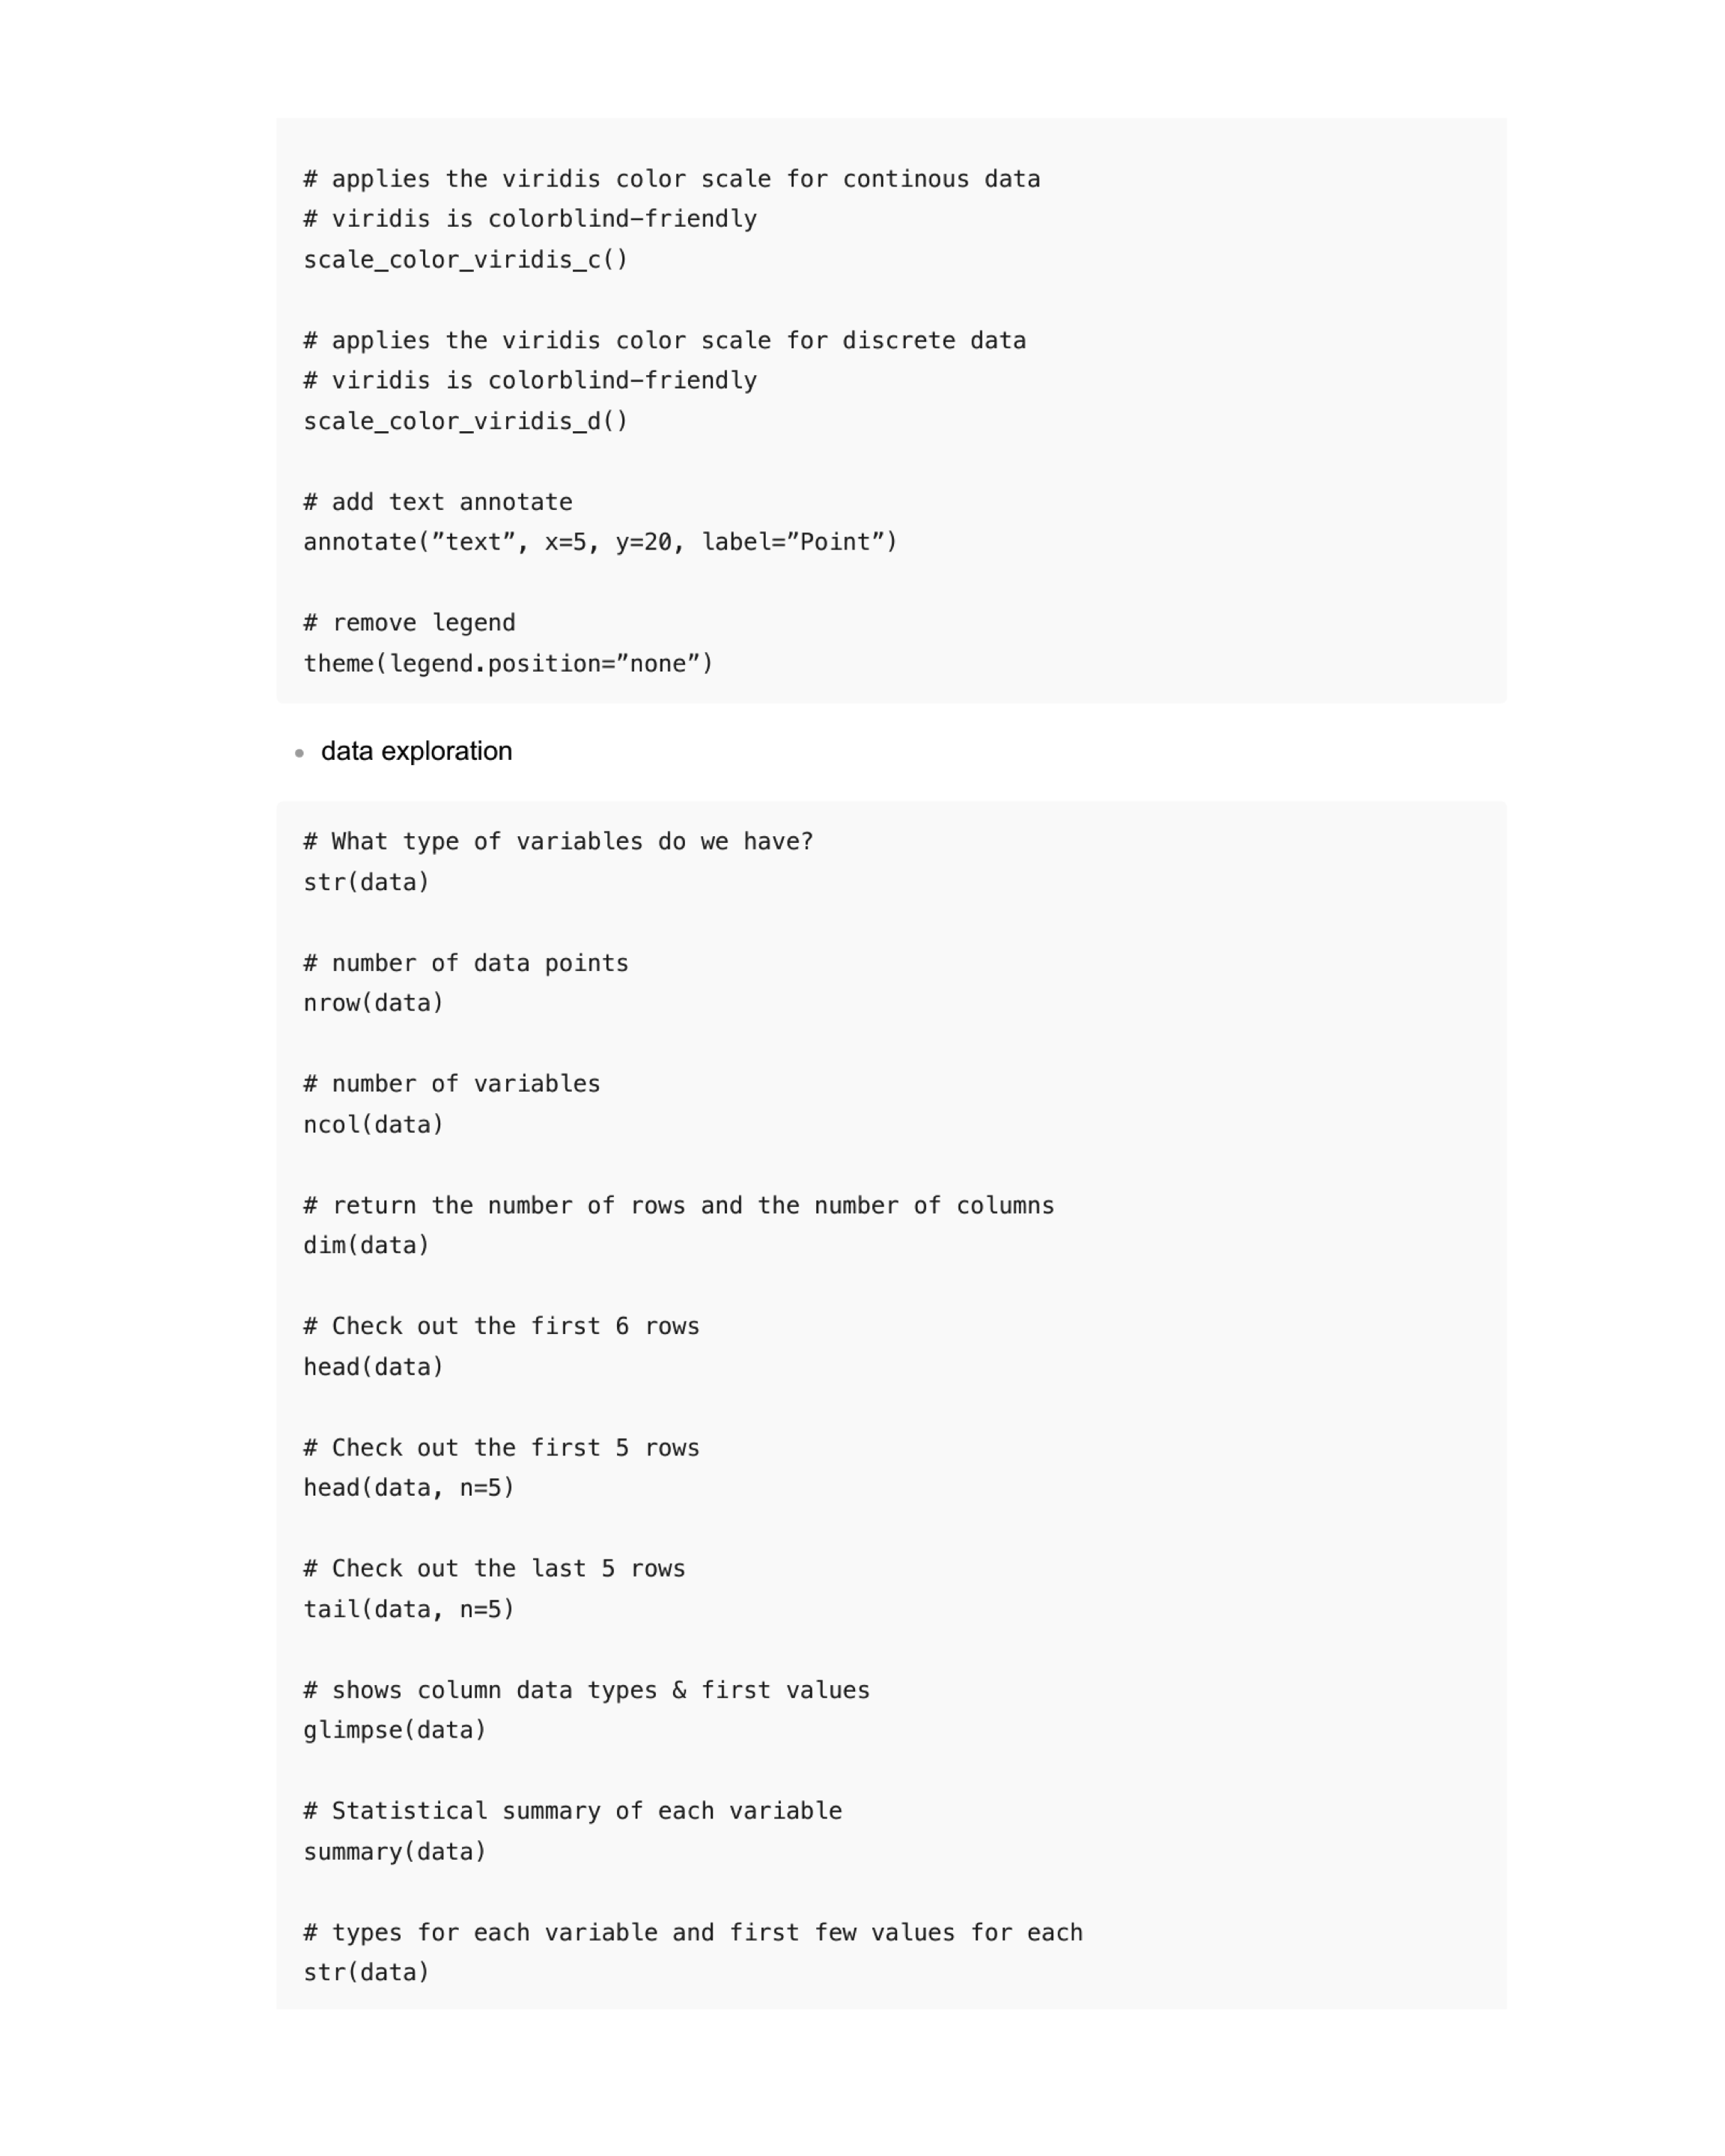 # applies the viridis color scale for continous data
# viridis is colorblind-friendly
scale_color_viridis_c()
# applies the viridis color scale for discrete data
# viridis is colorblind-friendly
scale_color_viridis_d()
# add text annotate
annotate(”text”, x=5, y=20, label=”Point”)
# remove legend
theme(legend.position=”none”)
• data exploration
# What type of variables do we have?
str(data)
# number of data points
nrow(data)
# number of variables
ncol(data)
# return the number of rows and the number of columns
dim(data)
# Check out the first 6 rows
head(data)
# Check out the first 5 rows
head(data, n=5)
# Check out the last 5 rows
tail(data, n=5)
# shows column data types & first values
glimpse(data)
# Statistical summary of each variable
summary(data)
# types for each variable and first few values for each
str(data)